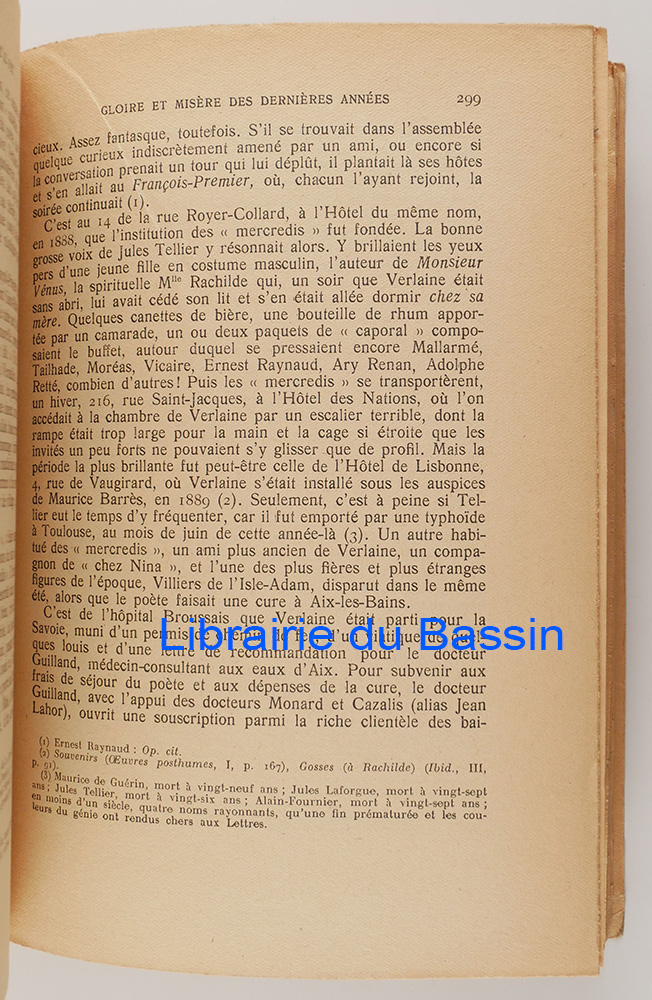 GLOIRE ET MISÈRE DES DERNIÈRES ANNÉES 299
cieux. Assez fantasque, toutefois. S'il se trouvait dans l'assemblée
quelque curieux indiscrètement amené par un ami, ou encore si
la conversation prenait un tour qui lui déplût, il plantait là ses hôtes
et s'en allait au François-Premier, où, chacun l'ayant rejoint, la
soirée continuait (1).
C'est au 14 de la rue Royer-Collard, à l'Hôtel du même nom,
en 1888, que l'institution des « mercredis » fut fondée. La bonne
grosse voix de Jules Tellier y résonnait alors. Y brillaient les yeux
pers d'une jeune fille en costume masculin, l'auteur de Monsieur
Vénus, la spirituelle Mlle Rachilde qui, un soir que Verlaine était
sans abri, lui avait cédé son lit et s'en était allée dormir chez sa
mère. Quelques canettes de bière, une bouteille de rhum appor-
tée par un camarade, un ou deux paquets de « caporal » compo-
saient le buffet, autour duquel se pressaient encore Mallarmé,
Tailhade, Moréas, Vicaire, Ernest Raynaud, Ary Renan, Adolphe
Retté, combien d'autres ! Puis les « mercredis » se transportèrent,
un hiver, 216, rue Saint-Jacques, à l'Hôtel des Nations, où l'on
accédait à la chambre de Verlaine par un escalier terrible, dont la
rampe était trop large pour la main et la cage si étroite que les
invités un peu forts ne pouvaient s'y glisser que de profil. Mais la
période la plus brillante fut peut-être celle de l'Hôtel de Lisbonne,
4, rue de Vaugirard, où Verlaine s'était installé sous les auspices
de Maurice Barrès, en 1889 (2). Seulement, c'est à peine si Tel-
lier eut le temps d'y fréquenter, car il fut emporté par une typhoïde
à Toulouse, au mois de juin de cette année-là (3). Un autre habi-
tué des « mercredis », un ami plus ancien de Verlaine, un compa-
gnon de « chez Nina », et l'une des plus fières et plus étranges
figures de l'époque, Villiers de l'Isle-Adam, disparut dans le même
été, alors que le poète faisait une cure à Aix-les-Bains.
C'est de l'hôpital Broussais que Verlaine était parti pour la
Savoie, muni d'un permis de chemin de fer, d'un viatique de quel-
ques louis et d'une lettre de recommandation pour le docteur
Guilland, médecin-consultant aux eaux d'Aix. Pour subvenir aux
frais de séjour du poète et aux dépenses de la cure, le docteur
Guilland, avec l'appui des docteurs Monard et Cazalis (alias Jean
Lahor), ouvrit une souscription parmi la riche clientèle des bai-
(1) Ernest Raynaud : Op. cit.
(2) Souvenirs (Œuvres posthumes, I, p. 167), Gosses (à Rachilde) (Ibid., III,
p. 91).
(3) Maurice de Guérin, mort à vingt-neuf ans ; Jules Laforgue, mort à vingt-sept
ans ; Jules Tellier, mort à vingt-six ans ; Alain-Fournier, mort à vingt-sept ans ;
en moins d'un siècle, quatre noms rayonnants, qu'une fin prématurée et les cou-
leurs du génie ont rendus chers aux Lettres.
Librairie du Bassin